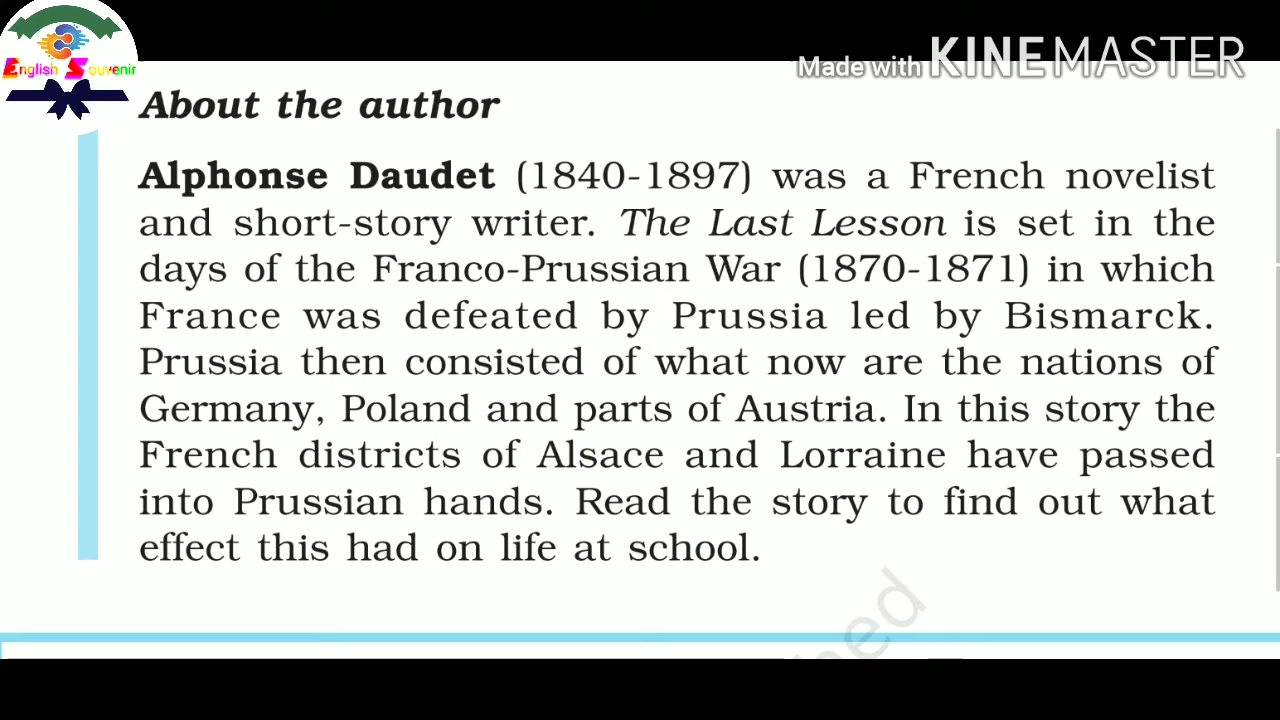 English Souvenir
Made with KINEMASTER
About the author
Alphonse Daudet (1840-1897) was a French novelist
and short-story writer. The Last Lesson is set in the
days of the Franco-Prussian War (1870-1871) in which
France was defeated by Prussia led by Bismarck.
Prussia then consisted of what now are the nations of
Germany, Poland and parts of Austria. In this story the
French districts of Alsace and Lorraine have passed
into Prussian hands. Read the story to find out what
effect this had on life at school.